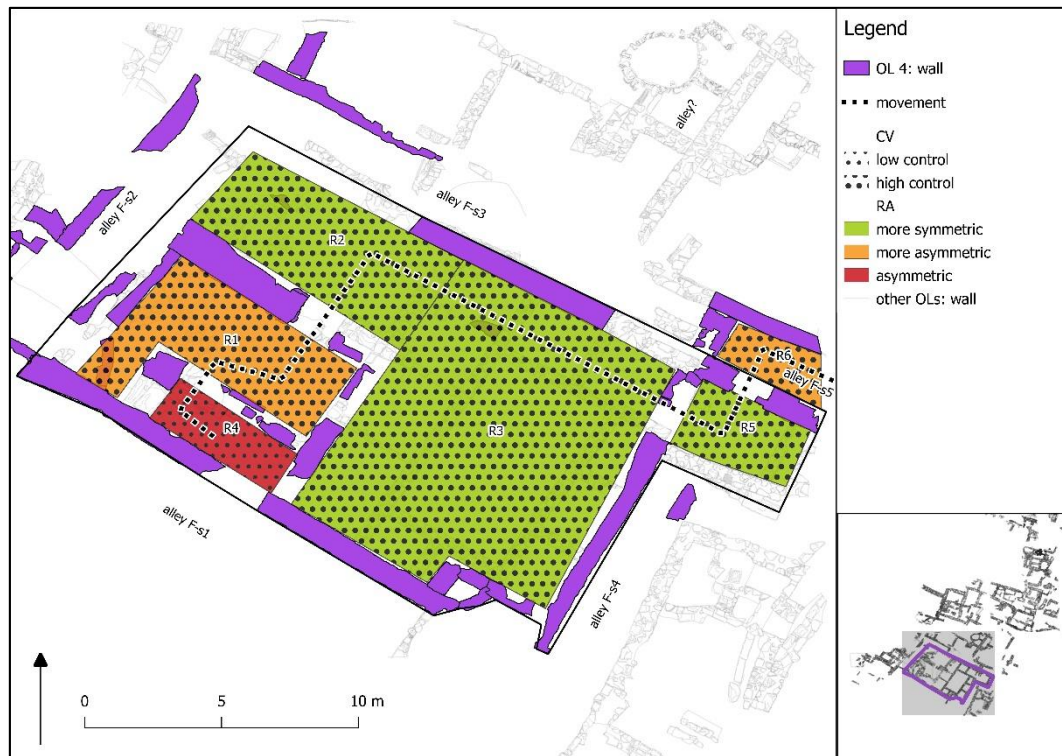 alley?
alley F-s2
alley F-s3
R2
R1
R6
alley F-s5
R4
R3
R5
alley F-s1
alley F-s4
0 5 10 m
Legend
OL 4: wall
movement
CV
low control
high control
RA
more symmetric
more asymmetric
asymmetric
other OLs: wall